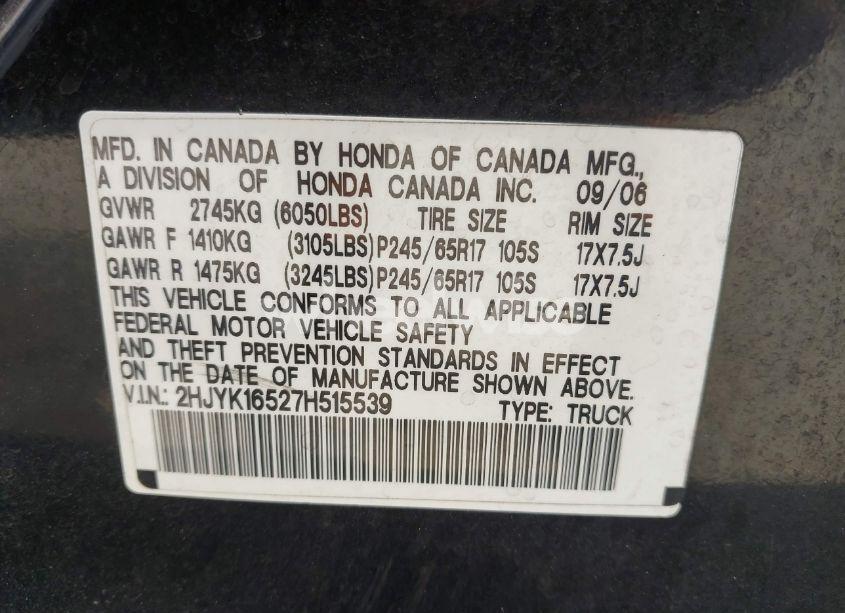 MFD. IN CANADA BY HONDA OF CANADA MFG.,
A DIVISION OF HONDA CANADA INC. 09/06
GVWR 2745KG (6050LBS) TIRE SIZE RIM SIZE
GAWR F 1410KG (3105LBS) P245/65R17 105S 17X7.5J
GAWR R 1475KG (3245LBS) P245/65R17 105S 17X7.5J
THIS VEHICLE CONFORMS TO ALL APPLICABLE
FEDERAL MOTOR VEHICLE SAFETY
AND THEFT PREVENTION STANDARDS IN EFFECT
ON THE DATE OF MANUFACTURE SHOWN ABOVE.
V.I.N.: 2HJYK16527H515539 TYPE: TRUCK